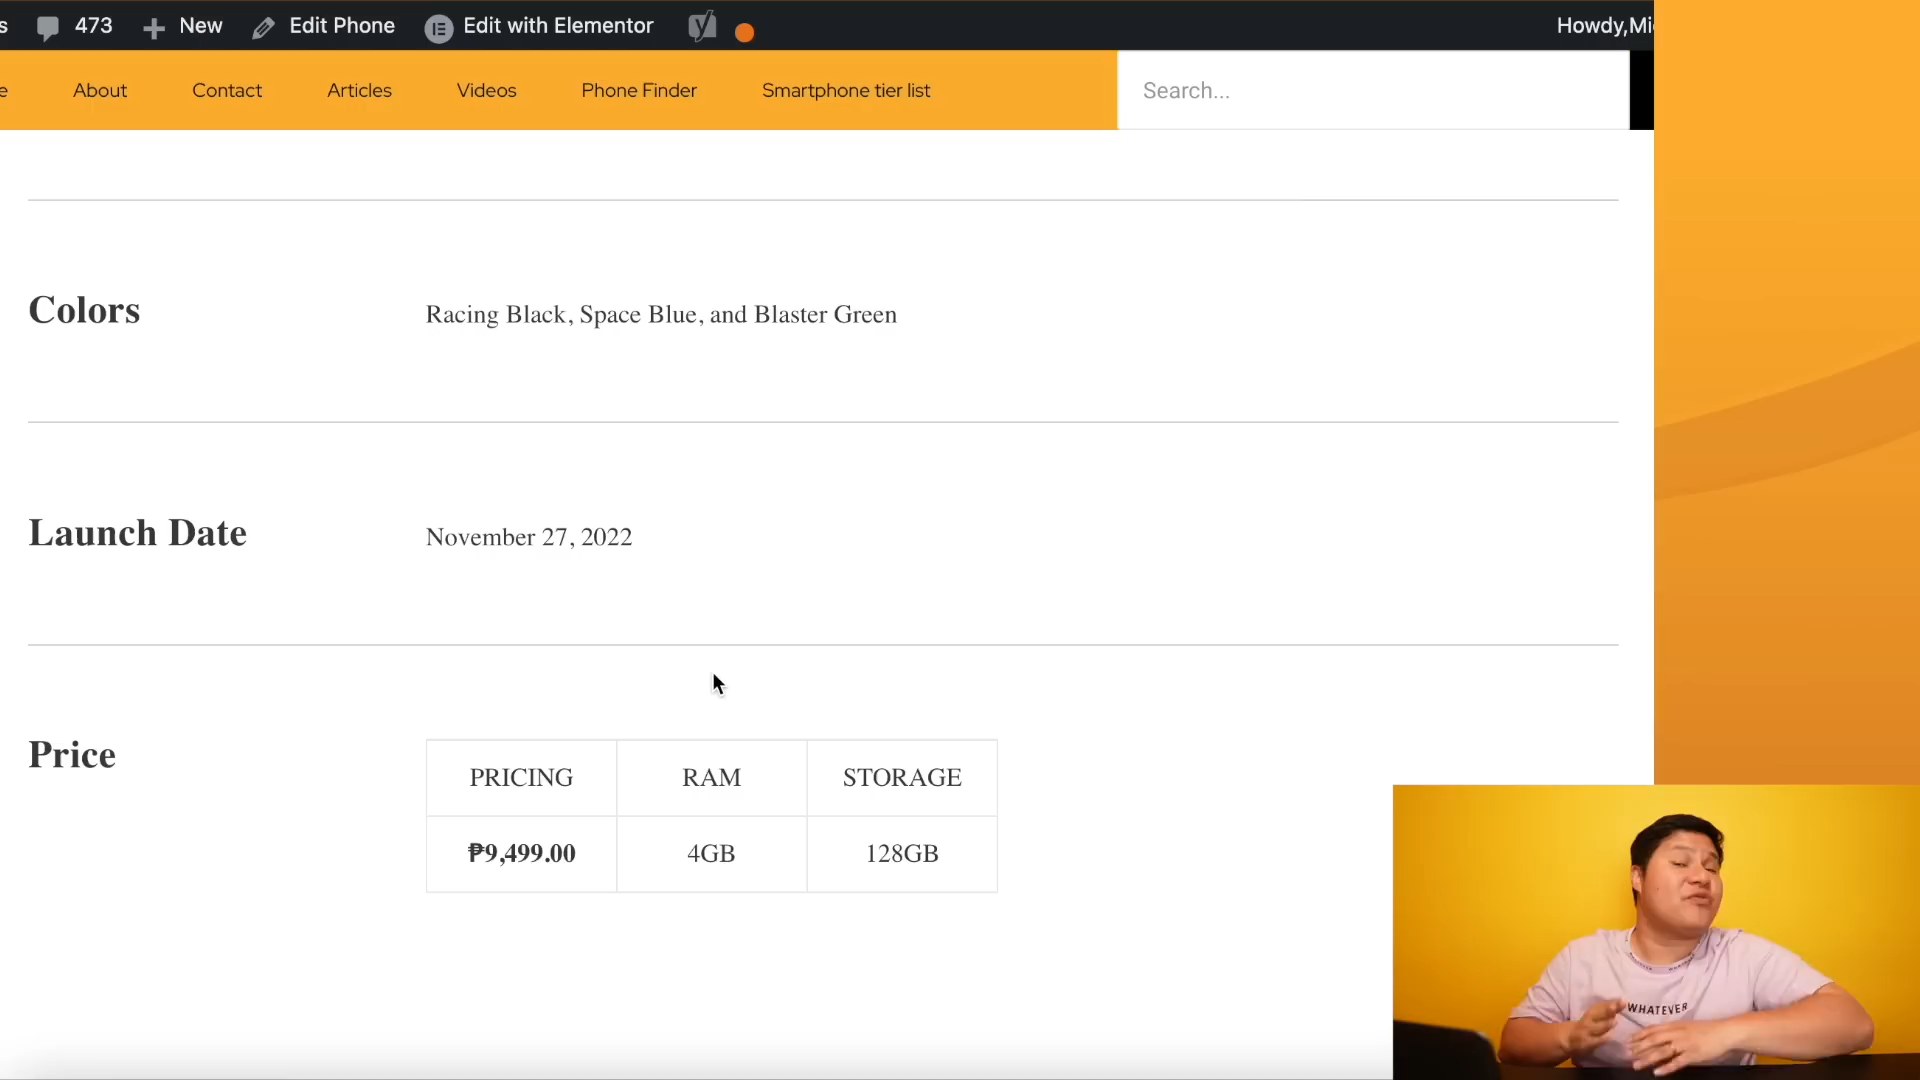 s 473 New Edit Phone Edit with Elementor Howdy,Mi
e About Contact Articles Videos Phone Finder Smartphone tier list Search...
Colors Racing Black, Space Blue, and Blaster Green
Launch Date November 27, 2022
Price
PRICING RAM STORAGE
₱9,499.00 4GB 128GB
WHATEVER